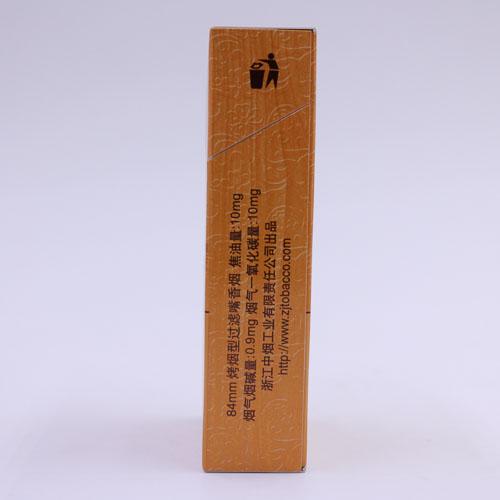 84mm 烤烟型过滤嘴香烟 焦油量:10mg
烟气烟碱量:0.9mg 烟气一氧化碳量:10mg
浙江中烟工业有限责任公司出品
http://www.zjtobacco.com